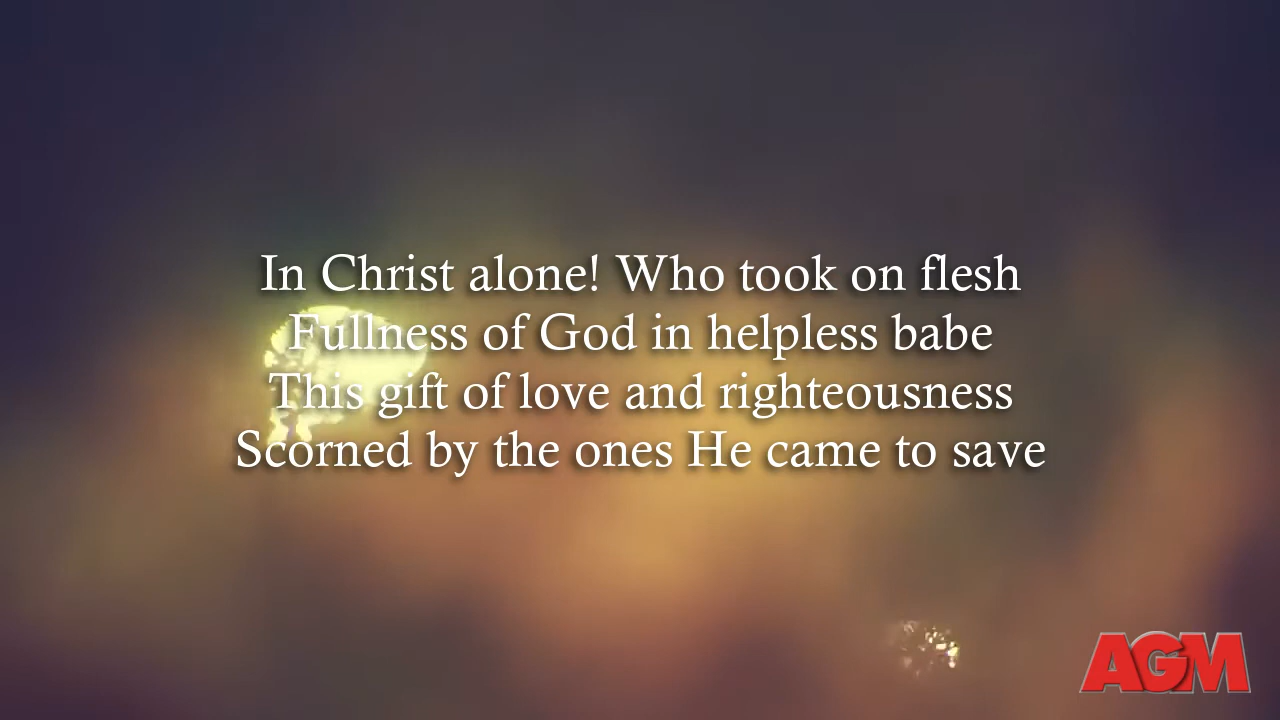 In Christ alone! Who took on flesh
Fullness of God in helpless babe
This gift of love and righteousness
Scorned by the ones He came to save
AGM